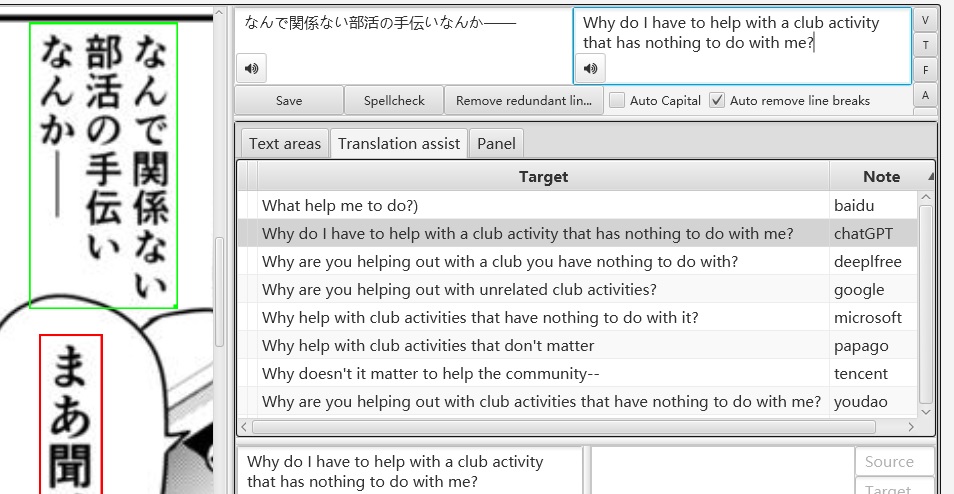 なんで関係ない
部活の手伝い
なんか――
まあ聞
なんで関係ない部活の手伝いなんか――
Why do I have to help with a club activity
that has nothing to do with me?
V
T
F
A
Save
Spellcheck
Remove redundant lin...
Auto Capital
Auto remove line breaks
Text areas
Translation assist
Panel
Target
Note
What help me to do?)
baidu
Why do I have to help with a club activity that has nothing to do with me?
chatGPT
Why are you helping out with a club you have nothing to do with?
deeplfree
Why are you helping out with unrelated club activities?
google
Why help with club activities that have nothing to do with it?
microsoft
Why help with club activities that don't matter
papago
Why doesn't it matter to help the community--
tencent
Why are you helping out with club activities that have nothing to do with me?
youdao
Why do I have to help with a club activity
that has nothing to do with me?
Source
Target